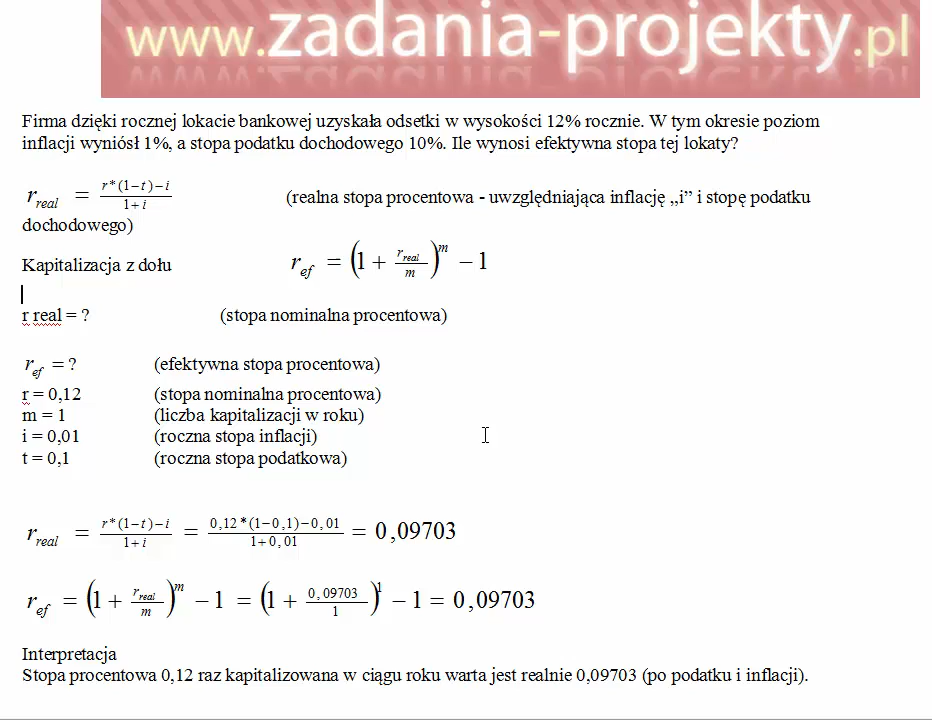 www.zadania-projekty.pl
Firma dzięki rocznej lokacie bankowej uzyskała odsetki w wysokości 12% rocznie. W tym okresie poziom
inflacji wyniósł 1%, a stopa podatku dochodowego 10%. Ile wynosi efektywna stopa tej lokaty?
r_real = (r*(1−t)−i)/(1+i) (realna stopa procentowa - uwzględniająca inflację „i” i stopę podatku
dochodowego)
Kapitalizacja z dołu r_ef = (1 + r_real/m)^m − 1
r real = ? (stopa nominalna procentowa)
r_ef = ? (efektywna stopa procentowa)
r = 0,12 (stopa nominalna procentowa)
m = 1 (liczba kapitalizacji w roku)
i = 0,01 (roczna stopa inflacji)
t = 0,1 (roczna stopa podatkowa)
r_real = (r*(1−t)−i)/(1+i) = (0,12*(1−0,1)−0,01)/(1+0,01) = 0,09703
r_ef = (1 + r_real/m)^m − 1 = (1 + 0,09703/1)^1 − 1 = 0,09703
Interpretacja
Stopa procentowa 0,12 raz kapitalizowana w ciągu roku warta jest realnie 0,09703 (po podatku i inflacji).